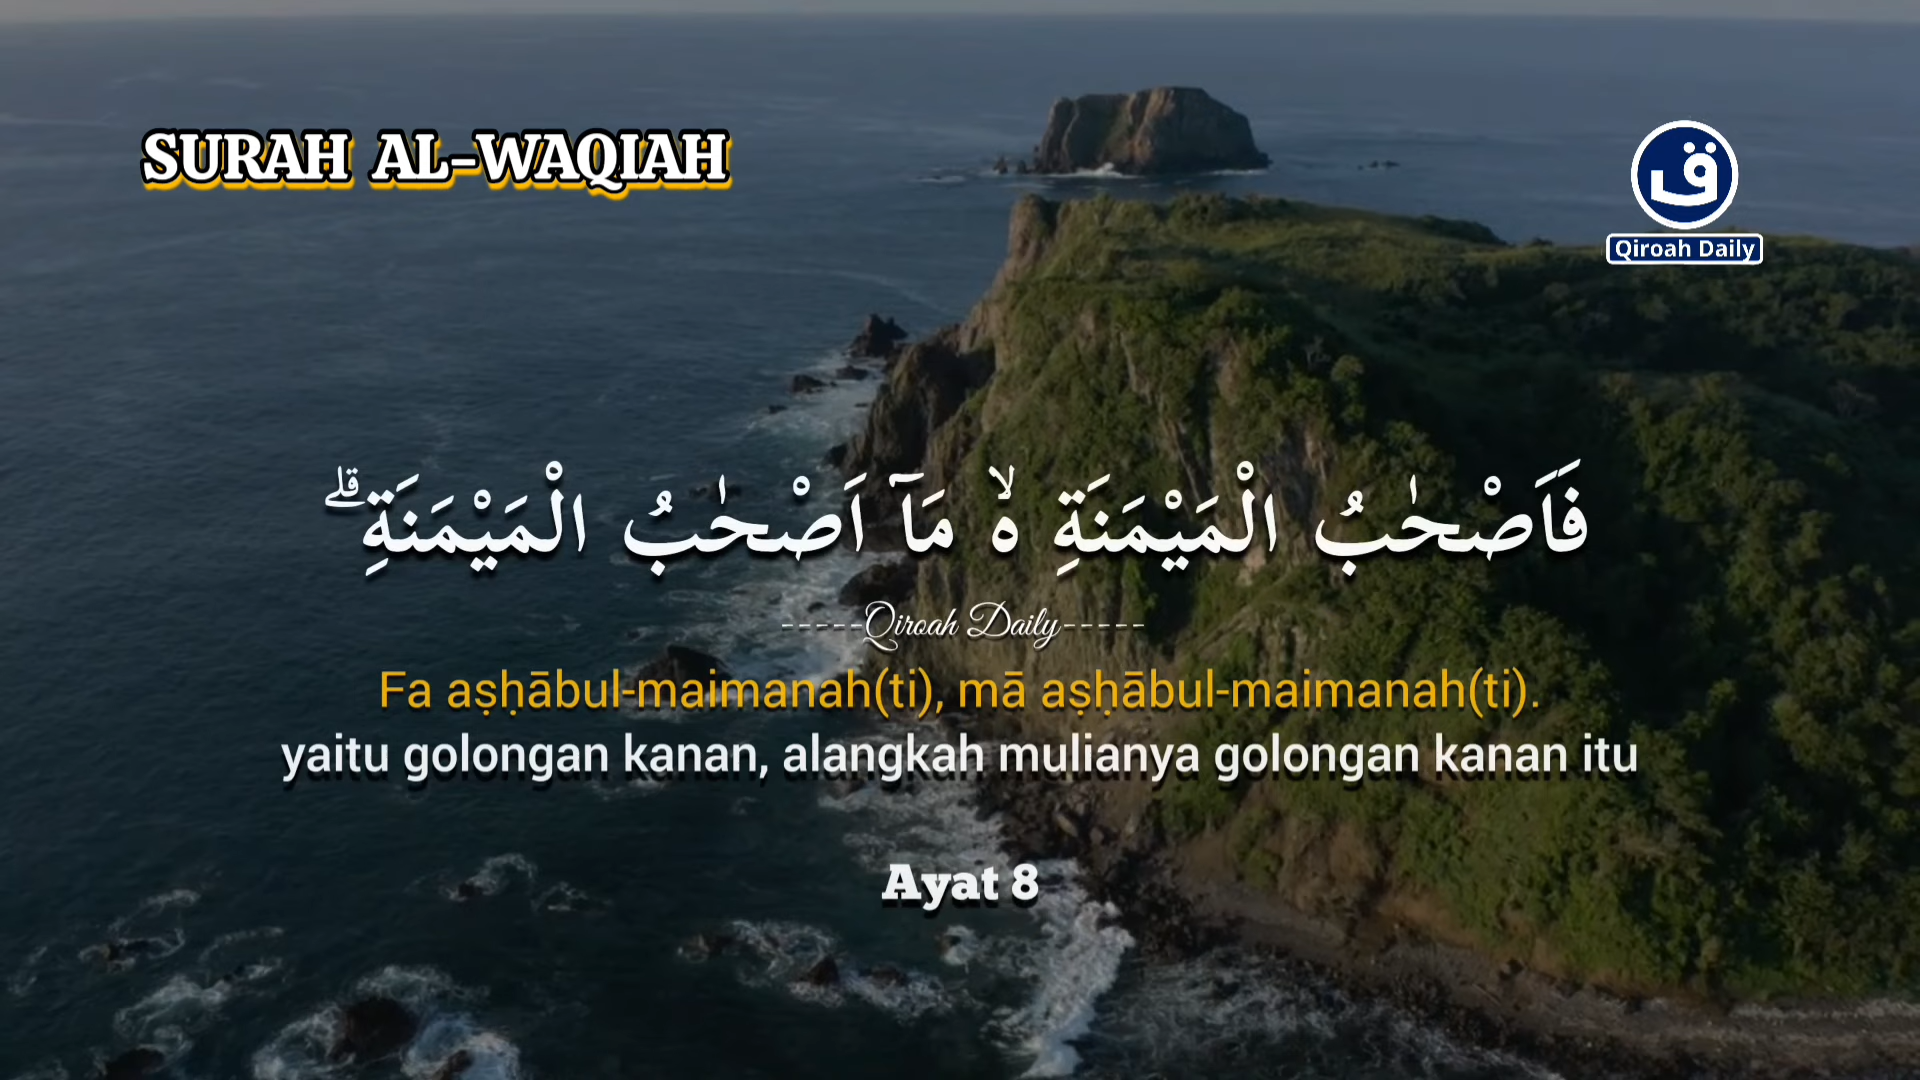 SURAH AL-WAQIAH
ق
Qiroah Daily
فَاَصْحٰبُ الْمَيْمَنَةِ ەۙ مَآ اَصْحٰبُ الْمَيْمَنَةِ ۗ
-----Qiroah Daily-----
Fa aṣḥābul-maimanah(ti), mā aṣḥābul-maimanah(ti).
yaitu golongan kanan, alangkah mulianya golongan kanan itu
Ayat 8